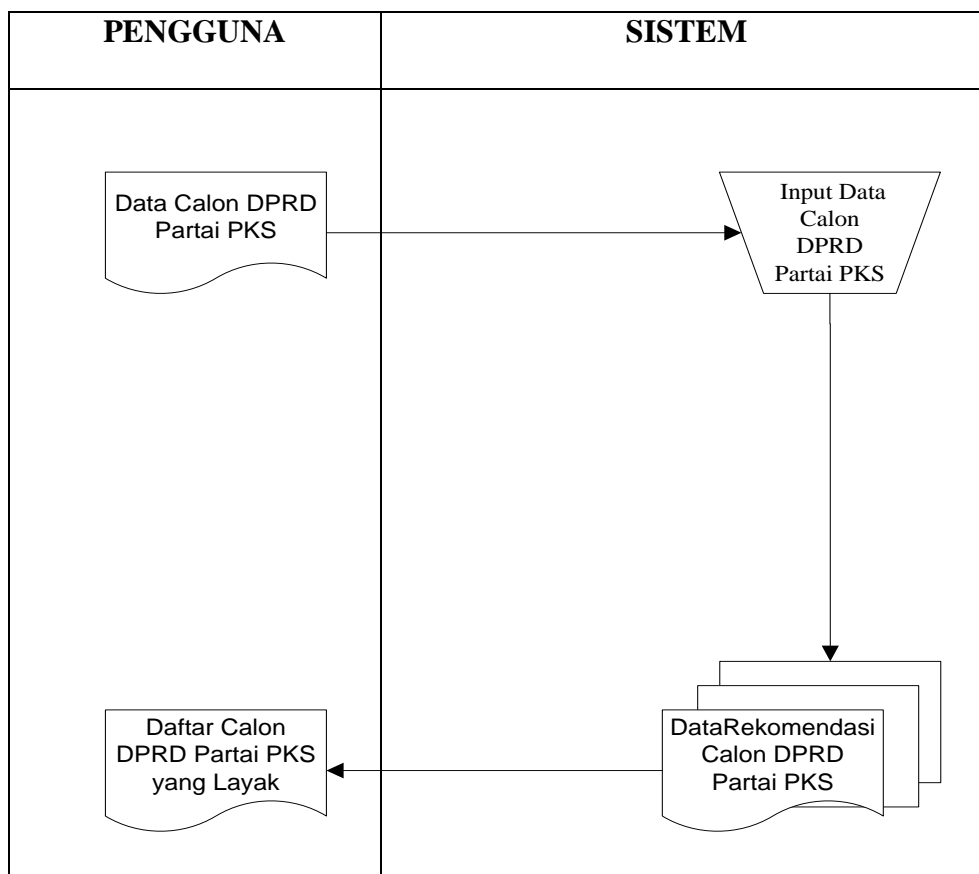 PENGGUNA
SISTEM
Data Calon DPRD
Partai PKS
Input Data
Calon
DPRD
Partai PKS
Daftar Calon
DPRD Partai PKS
yang Layak
DataRekomendasi
Calon DPRD
Partai PKS